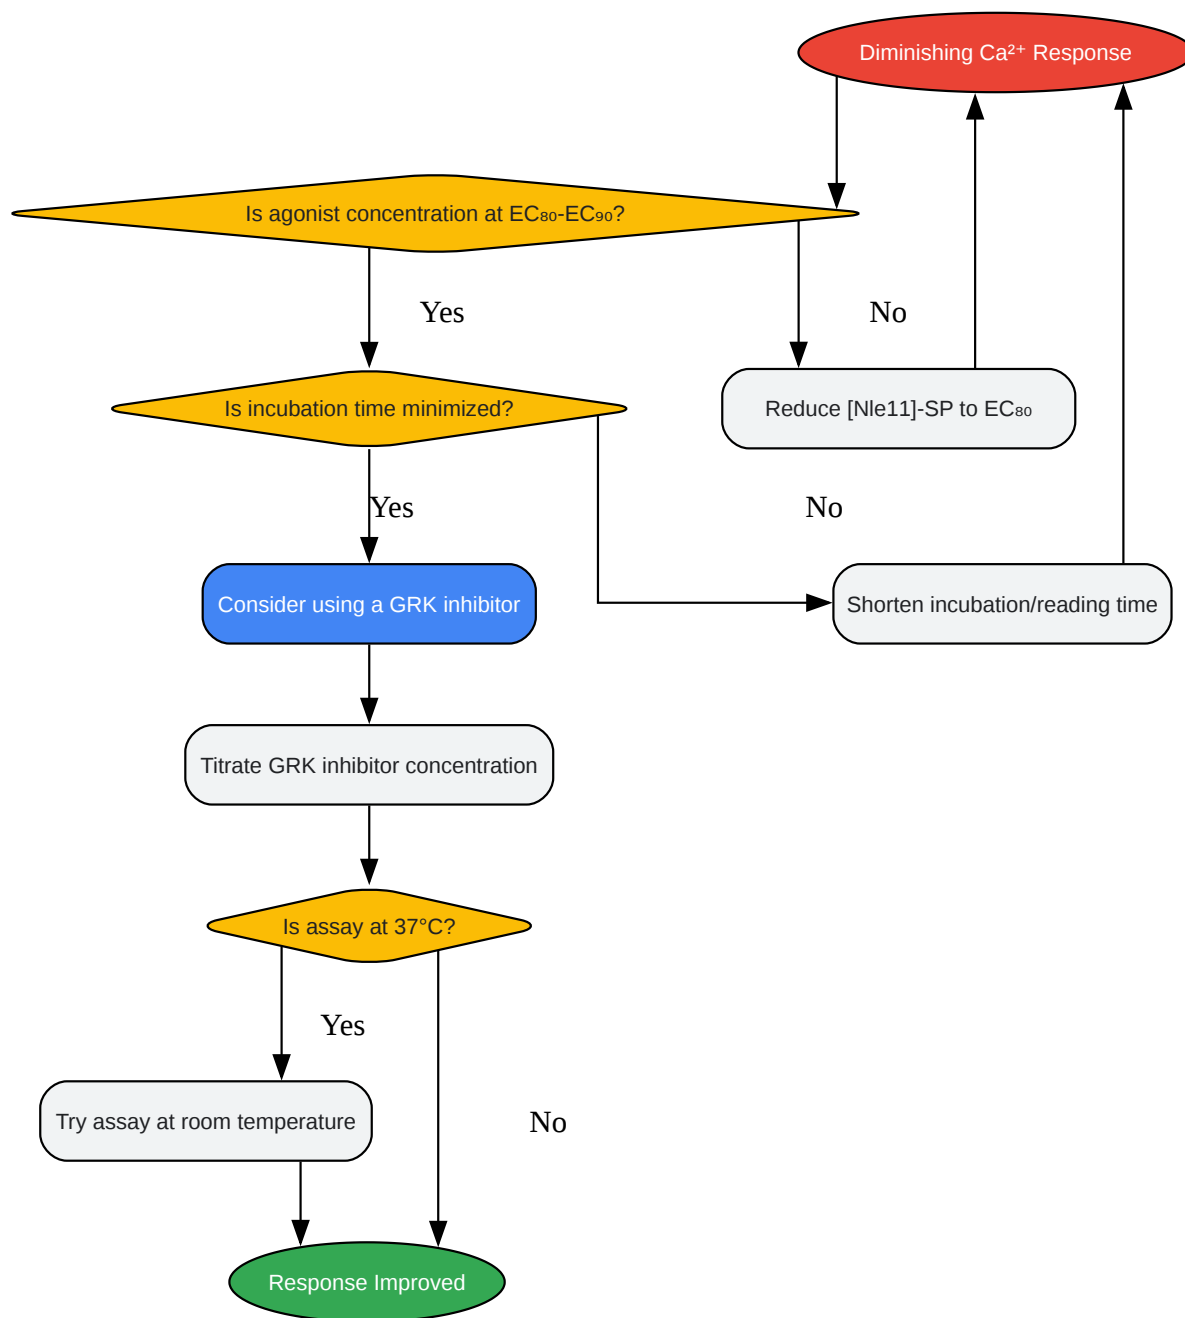 Diminishing Ca²⁺ Response
Is agonist concentration at EC₈₀-EC₉₀?
Yes
No
Is incubation time minimized?
Reduce [Nle11]-SP to EC₈₀
Yes
No
Consider using a GRK inhibitor
Shorten incubation/reading time
Titrate GRK inhibitor concentration
Is assay at 37°C?
Yes
Try assay at room temperature
No
Response Improved